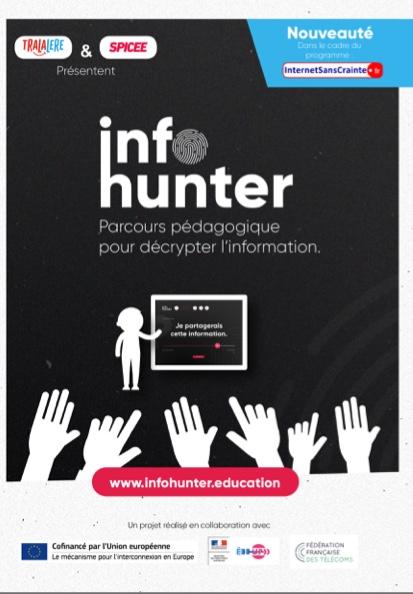 TRALALERE & SPICEE
Présentent
Nouveauté
Dans le cadre du
programme :
InternetSansCrainte.fr
info
hunter
Parcours pédagogique
pour décrypter l'information.
Je partagerais
cette information.
www.infohunter.education
Un projet réalisé en collaboration avec
Cofinancé par l'Union européenne
Le mécanisme pour l'interconnexion en Europe
FÉDÉRATION
FRANÇAISE
DES TÉLÉCOMS